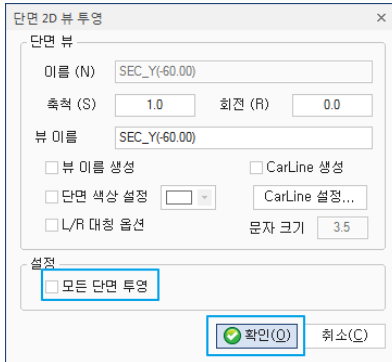 단면 2D 뷰 투영
단면 뷰
이름 (N) SEC_Y(-60.00)
축척 (S) 1.0 회전 (R) 0.0
뷰 이름 SEC_Y(-60.00)
뷰 이름 생성 CarLine 생성
단면 색상 설정 CarLine 설정...
L/R 대칭 옵션 문자 크기 3.5
설정
모든 단면 투영
확인(O) 취소(C)